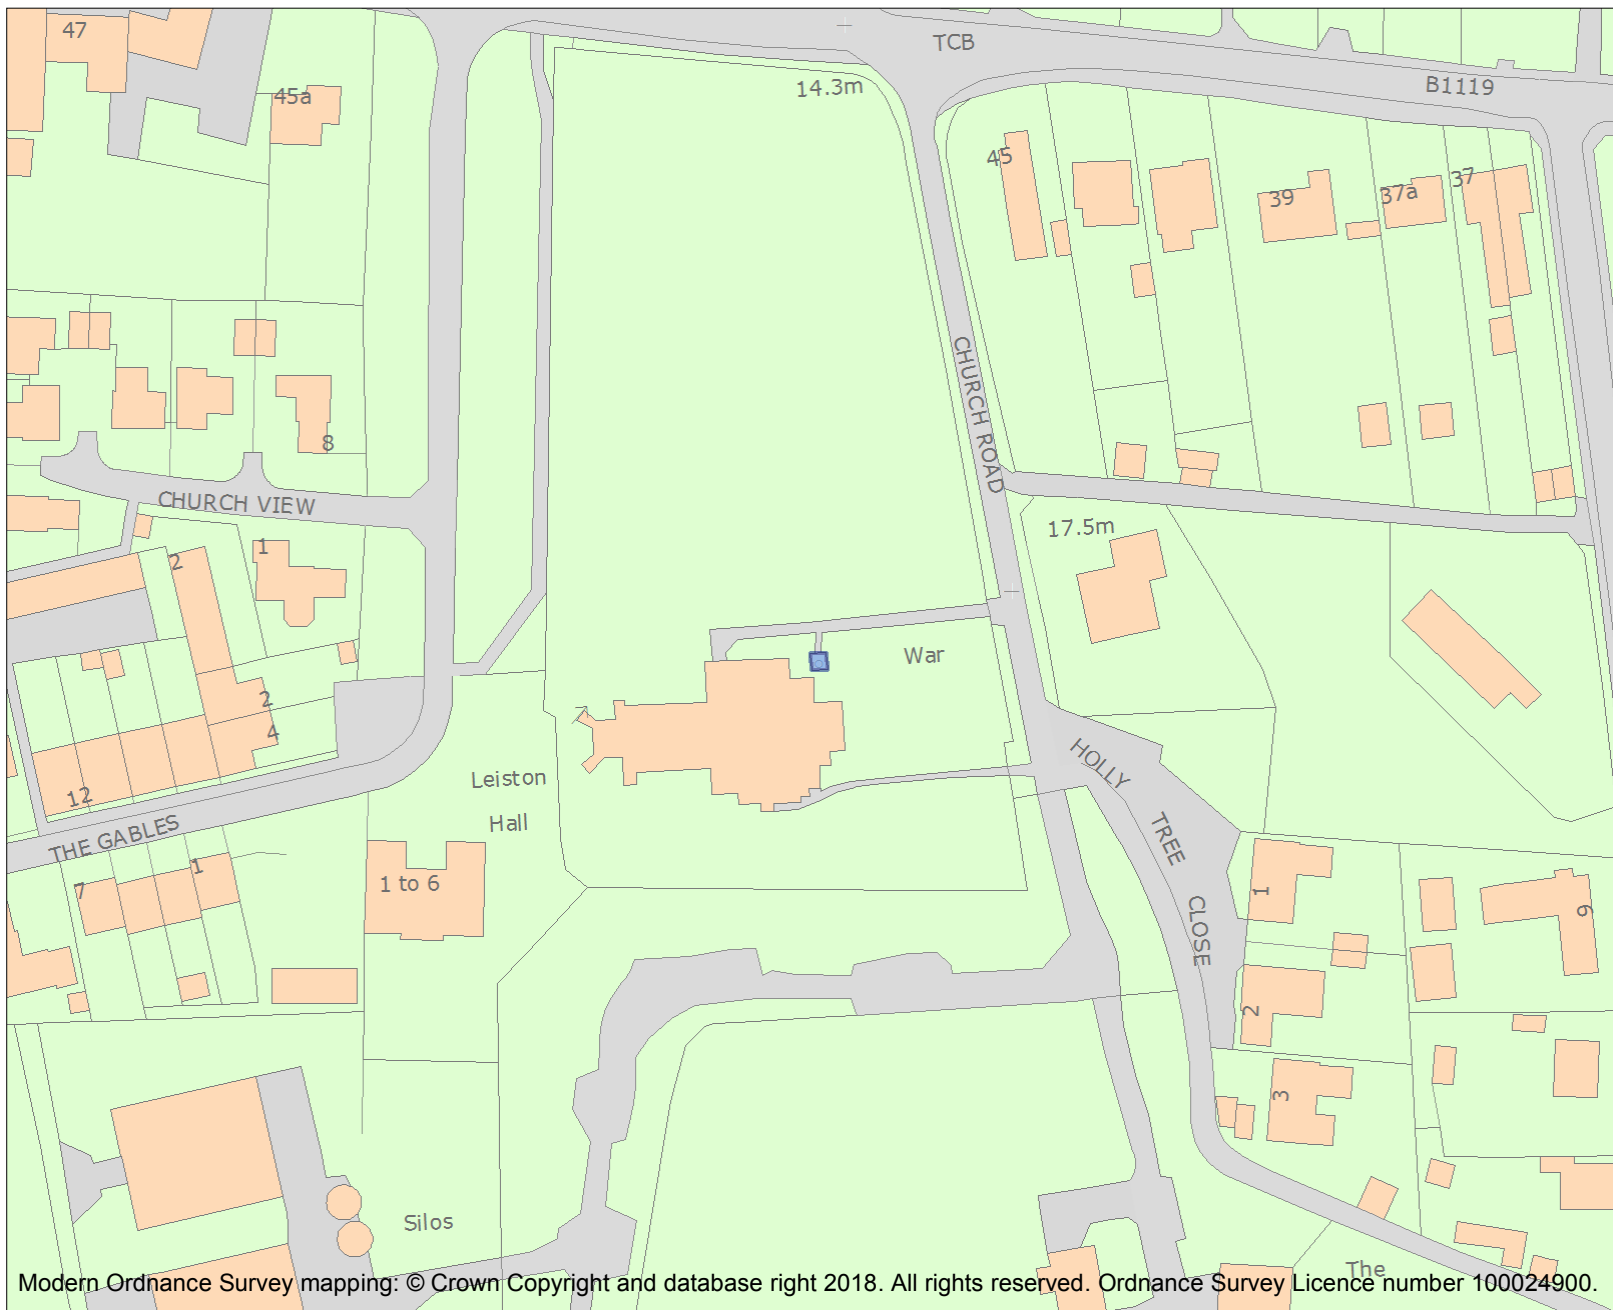 47
TCB
14.3m
B1119
45a
45
39
37a
37
CHURCH ROAD
8
CHURCH VIEW
17.5m
2
1
War
2
4
HOLLY TREE CLOSE
Leiston
Hall
12
THE GABLES
7
1
1 to 6
1
6
2
3
Silos
The
Modern Ordnance Survey mapping: © Crown Copyright and database right 2018. All rights reserved. Ordnance Survey Licence number 100024900.